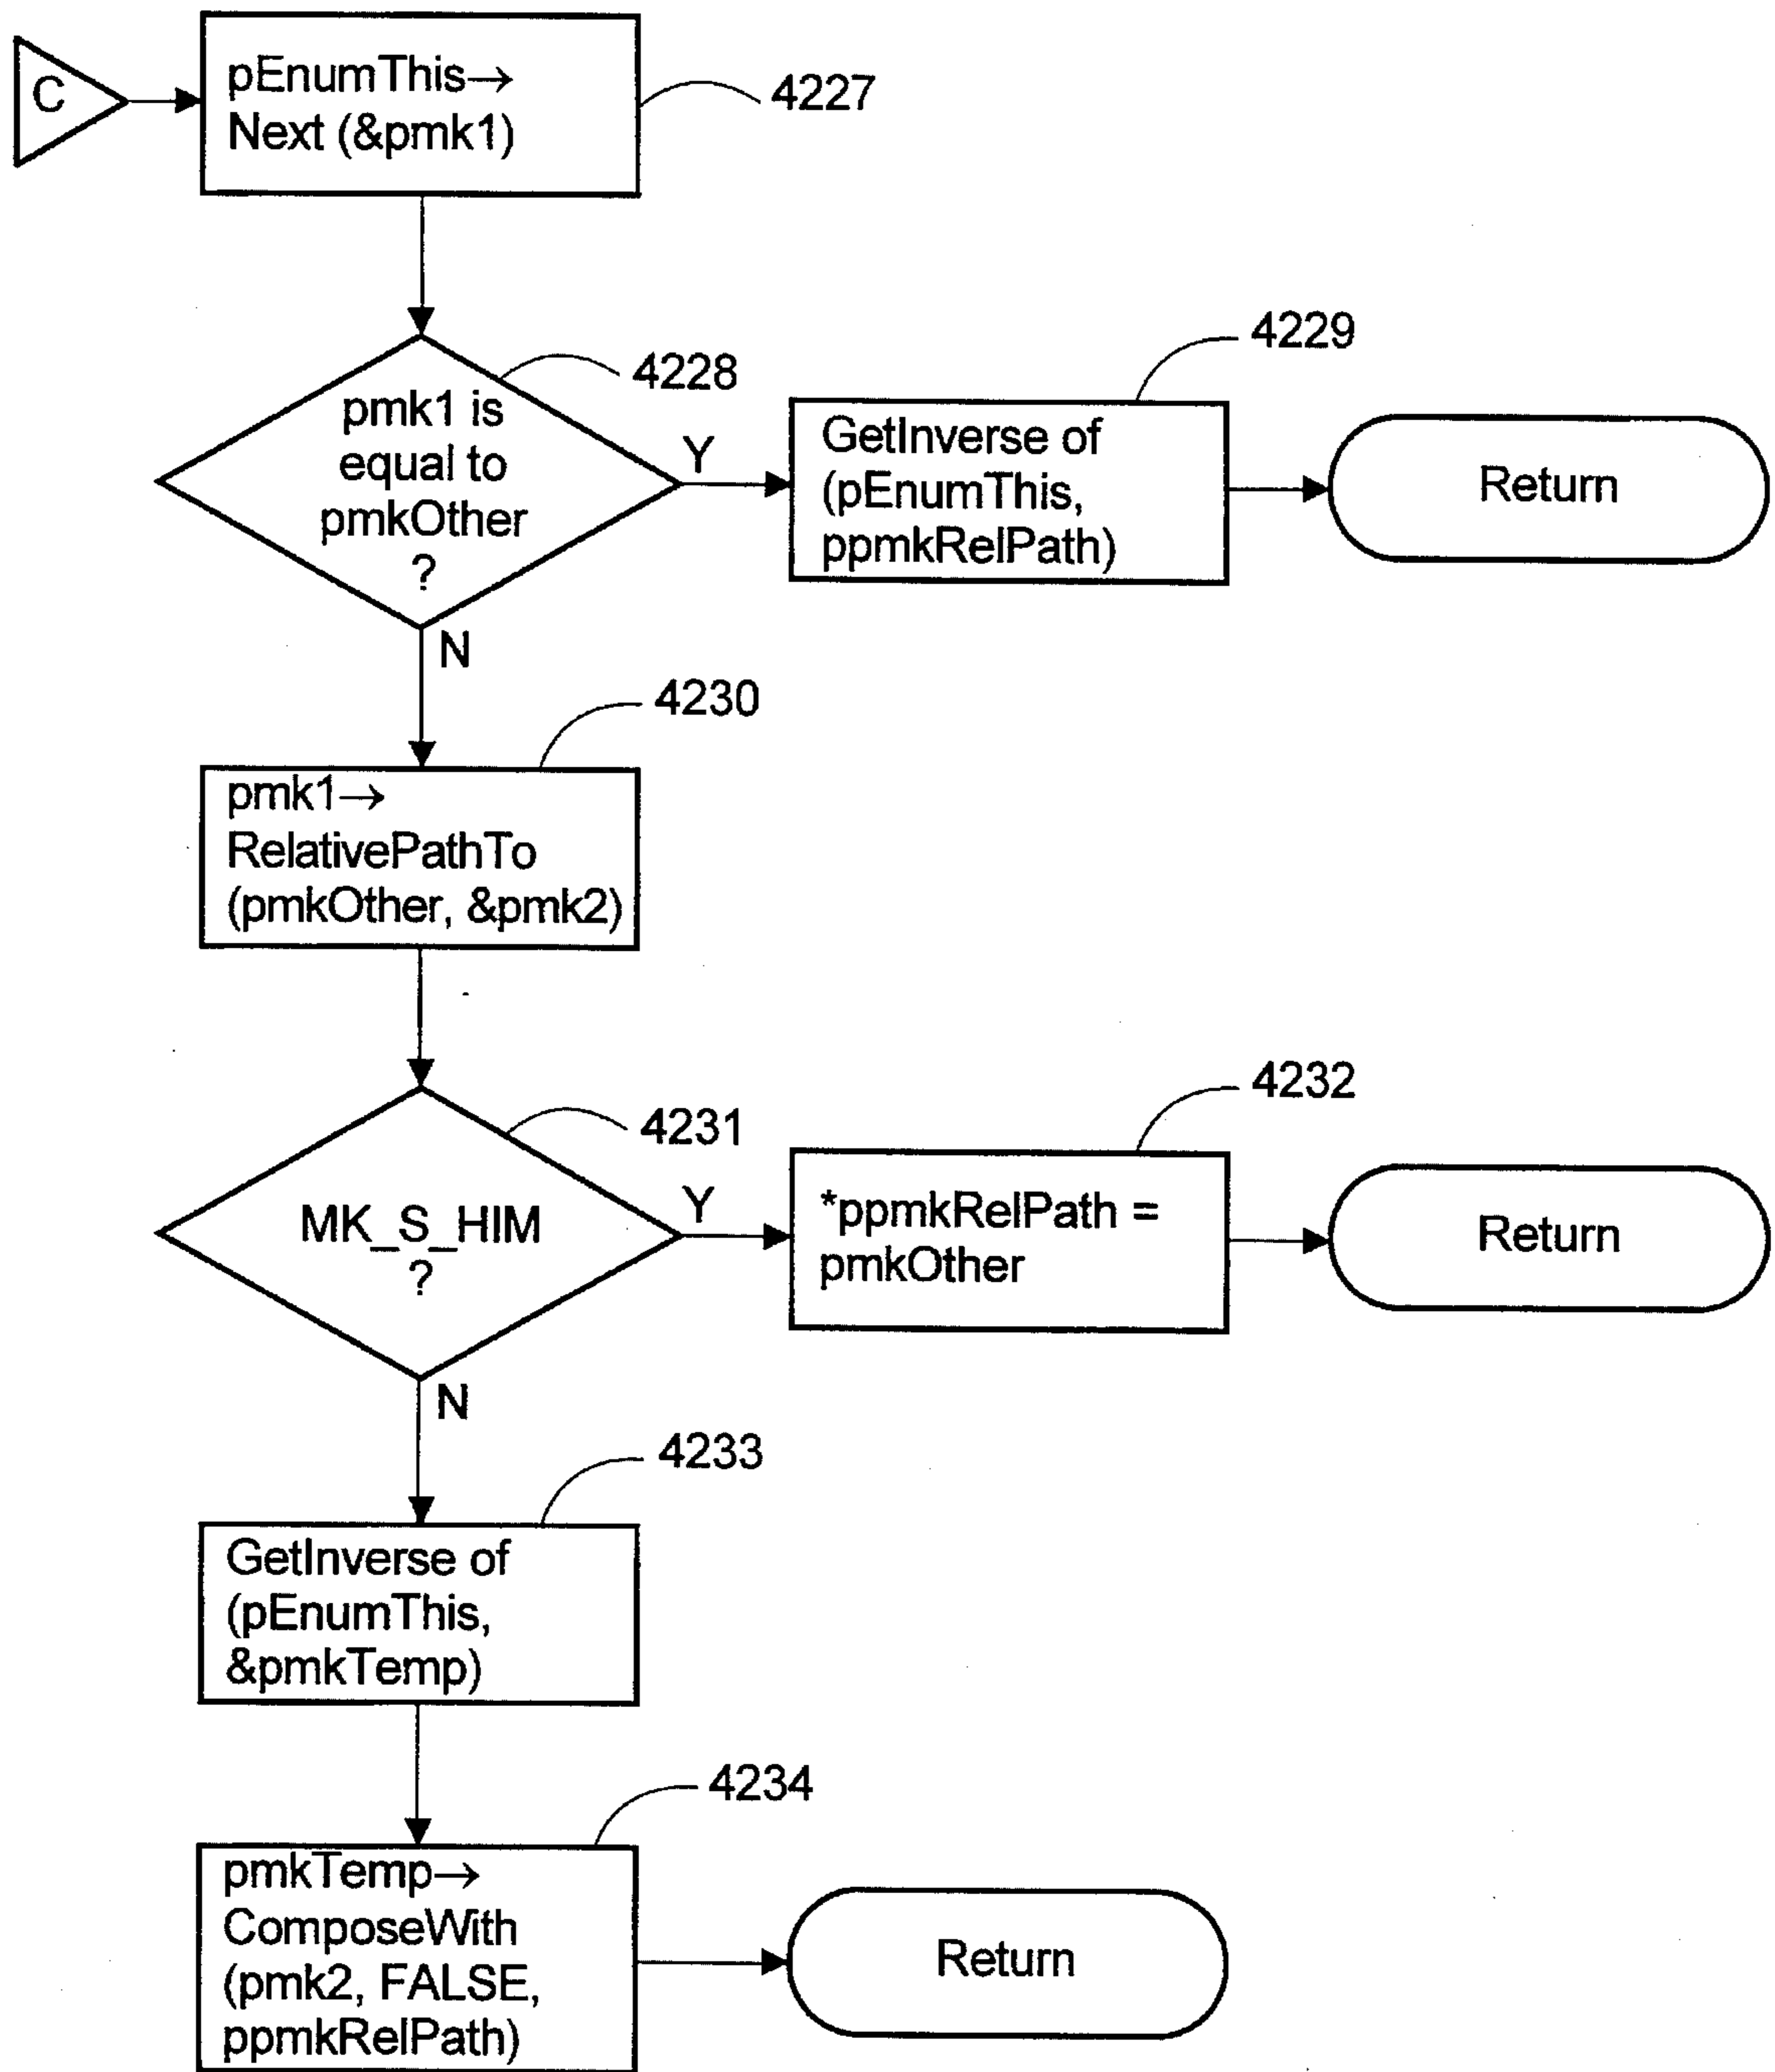 C
pEnumThis→
Next (&pmk1)
4227
4228
pmk1 is
equal to
pmkOther
?
Y
N
4229
GetInverse of
(pEnumThis,
ppmkRelPath)
Return
4230
pmk1→
RelativePathTo
(pmkOther, &pmk2)
4231
MK_S_HIM
?
Y
N
4232
*ppmkRelPath =
pmkOther
Return
4233
GetInverse of
(pEnumThis,
&pmkTemp)
4234
pmkTemp→
ComposeWith
(pmk2, FALSE,
ppmkRelPath)
Return